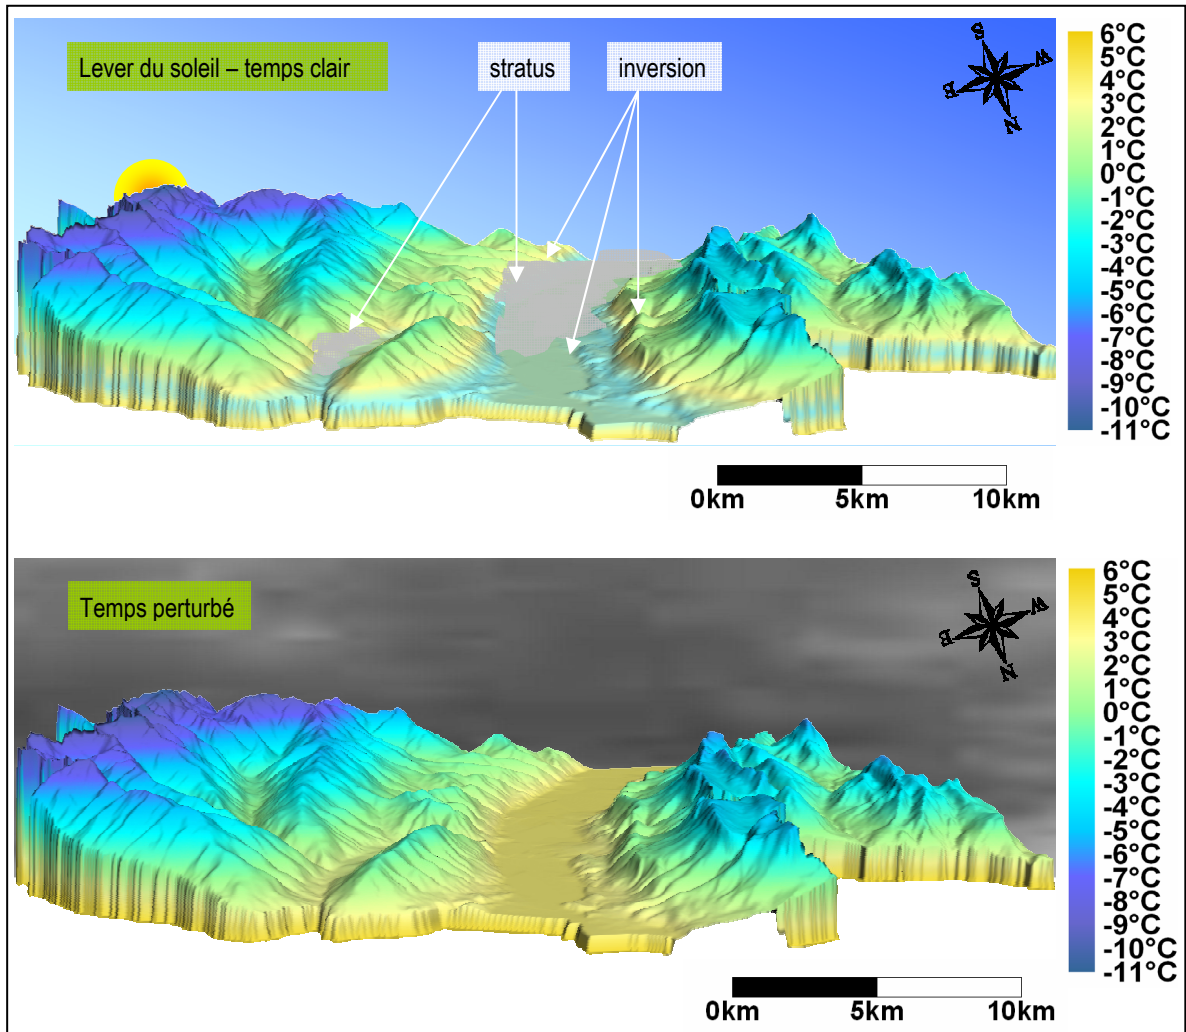 Lever du soleil – temps clair
stratus
inversion
S
W
B
N
6°C
5°C
4°C
3°C
2°C
1°C
0°C
-1°C
-2°C
-3°C
-4°C
-5°C
-6°C
-7°C
-8°C
-9°C
-10°C
-11°C
0km 5km 10km
Temps perturbé
S
W
B
N
6°C
5°C
4°C
3°C
2°C
1°C
0°C
-1°C
-2°C
-3°C
-4°C
-5°C
-6°C
-7°C
-8°C
-9°C
-10°C
-11°C
0km 5km 10km